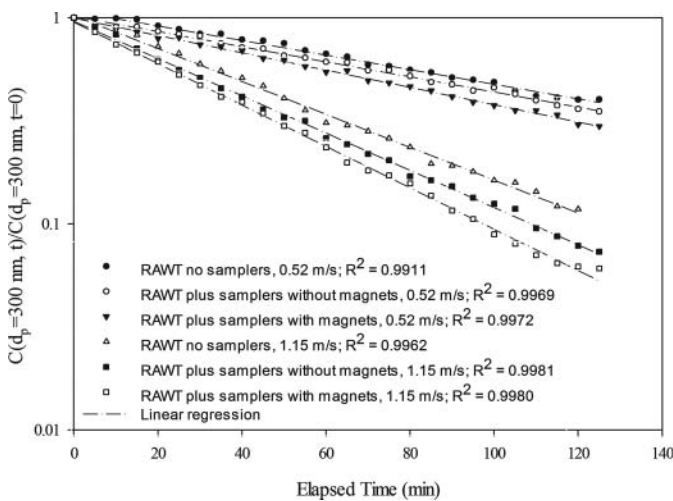 1
0.1
0.01
C(dp=300 nm, t)/C(dp=300 nm, t=0)
RAWT no samplers, 0.52 m/s; R² = 0.9911
RAWT plus samplers without magnets, 0.52 m/s; R² = 0.9969
RAWT plus samplers with magnets, 0.52 m/s; R² = 0.9972
RAWT no samplers, 1.15 m/s; R² = 0.9962
RAWT plus samplers without magnets, 1.15 m/s; R² = 0.9981
RAWT plus samplers with magnets, 1.15 m/s; R² = 0.9980
Linear regression
0 20 40 60 80 100 120 140
Elapsed Time (min)